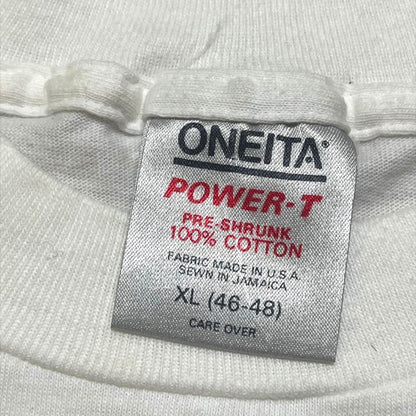 ONEITA®
POWER-T
PRE-SHRUNK
100% COTTON
FABRIC MADE IN U.S.A.
SEWN IN JAMAICA
XL (46-48)
CARE OVER